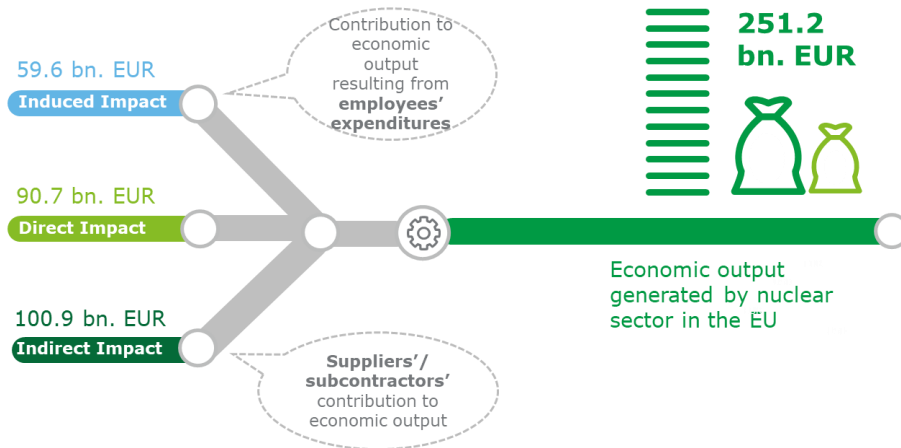 59.6 bn. EUR
Induced Impact
Contribution to
economic
output
resulting from
employees’
expenditures
251.2
bn. EUR
90.7 bn. EUR
Direct Impact
Economic output
generated by nuclear
sector in the EU
100.9 bn. EUR
Indirect Impact
Suppliers’/
subcontractors’
contribution to
economic output